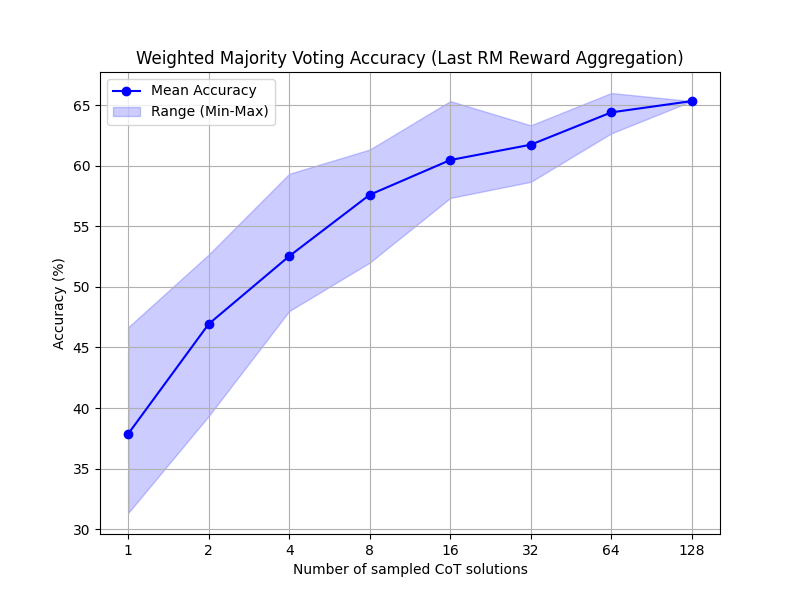 Weighted Majority Voting Accuracy (Last RM Reward Aggregation)
Mean Accuracy
Range (Min-Max)
Accuracy (%)
65
60
55
50
45
40
35
30
1 2 4 8 16 32 64 128
Number of sampled CoT solutions